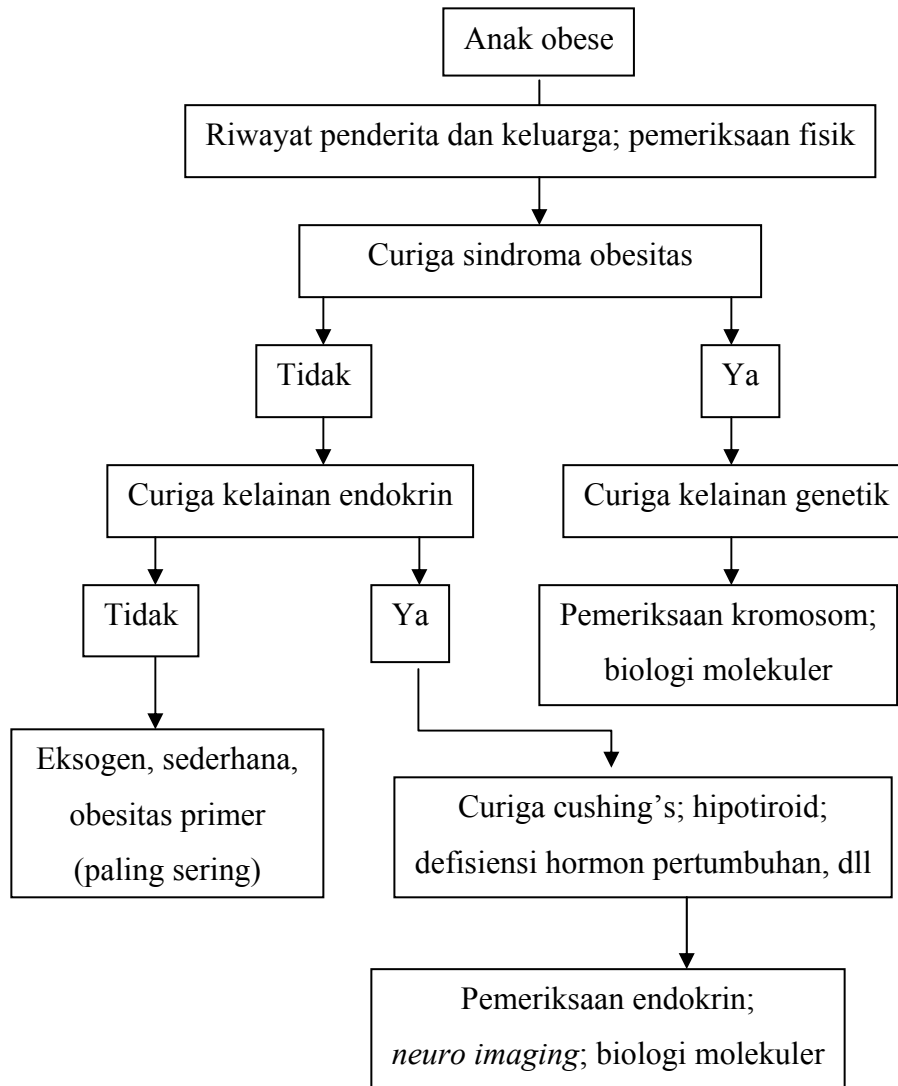 Anak obese
Riwayat penderita dan keluarga; pemeriksaan fisik
Curiga sindroma obesitas
Tidak
Ya
Curiga kelainan endokrin
Curiga kelainan genetik
Tidak
Ya
Pemeriksaan kromosom;
biologi molekuler
Eksogen, sederhana,
obesitas primer
(paling sering)
Curiga cushing’s; hipotiroid;
defisiensi hormon pertumbuhan, dll
Pemeriksaan endokrin;
neuro imaging; biologi molekuler